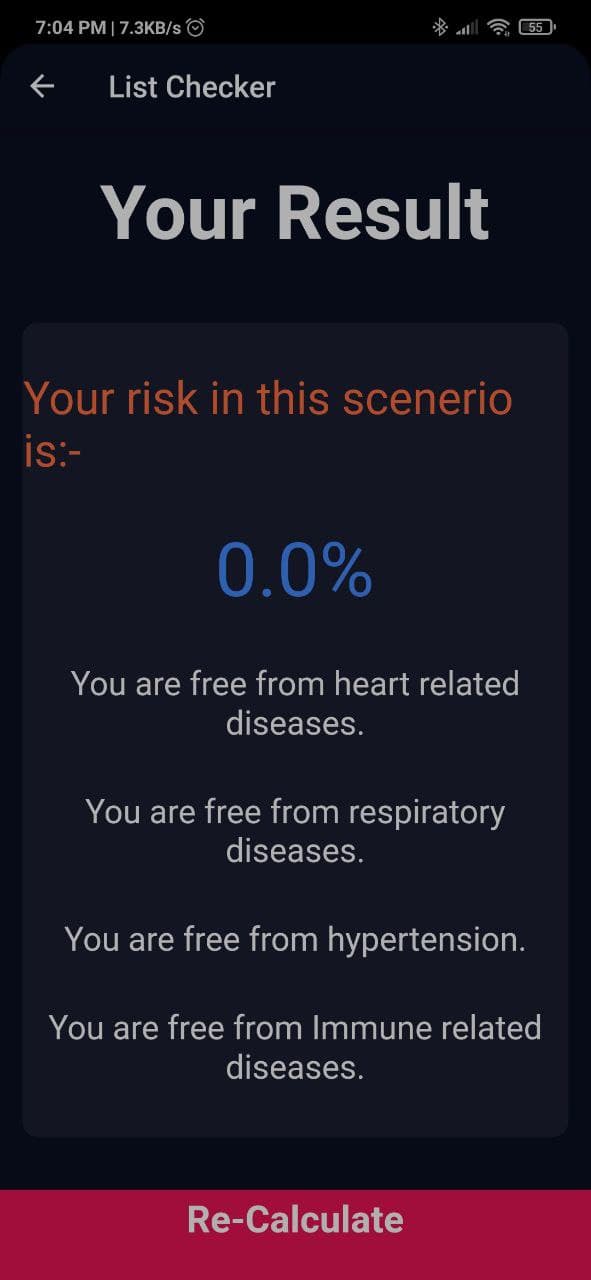 7:04 PM | 7.3KB/s
55
List Checker
Your Result
Your risk in this scenerio
is:-
0.0%
You are free from heart related
diseases.
You are free from respiratory
diseases.
You are free from hypertension.
You are free from Immune related
diseases.
Re-Calculate